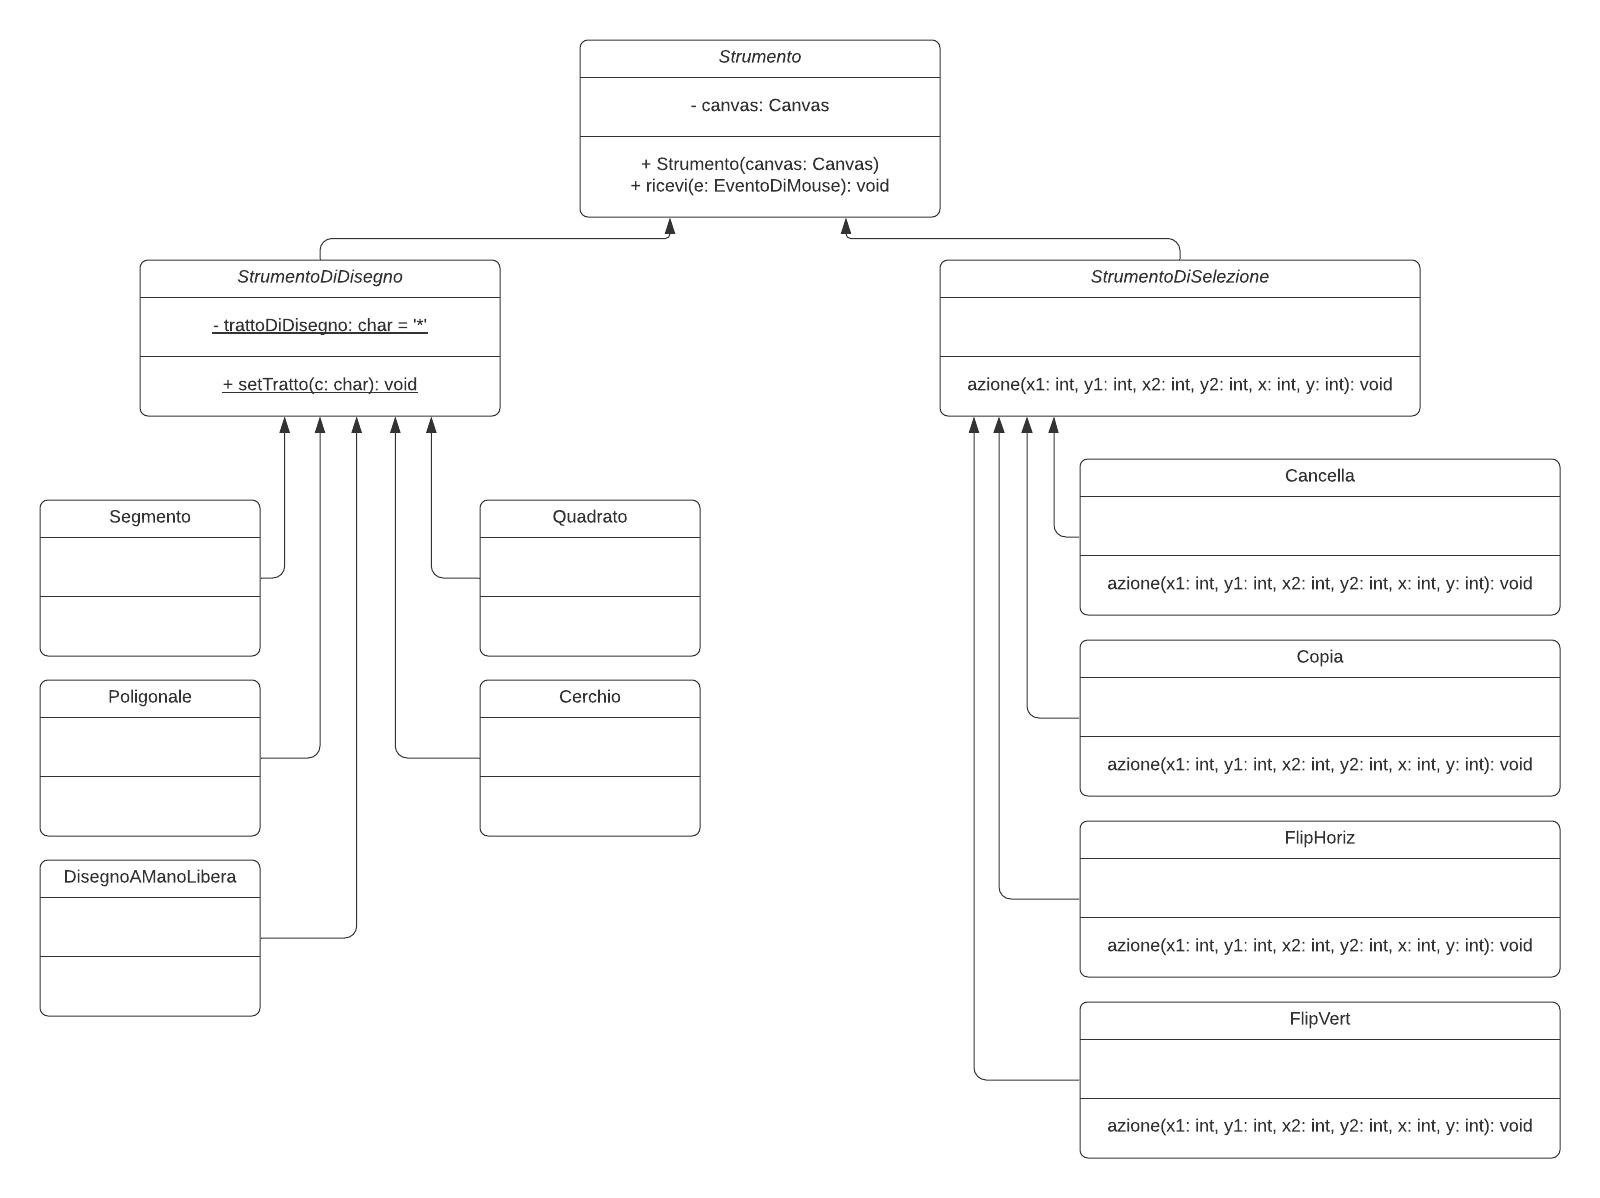 Strumento
- canvas: Canvas
+ Strumento(canvas: Canvas)
+ ricevi(e: EventoDiMouse): void
StrumentoDiDisegno
- trattoDiDisegno: char = '*'
+ setTratto(c: char): void
StrumentoDiSelezione
azione(x1: int, y1: int, x2: int, y2: int, x: int, y: int): void
Segmento
Quadrato
Poligonale
Cerchio
DisegnoAManoLibera
Cancella
azione(x1: int, y1: int, x2: int, y2: int, x: int, y: int): void
Copia
azione(x1: int, y1: int, x2: int, y2: int, x: int, y: int): void
FlipHoriz
azione(x1: int, y1: int, x2: int, y2: int, x: int, y: int): void
FlipVert
azione(x1: int, y1: int, x2: int, y2: int, x: int, y: int): void